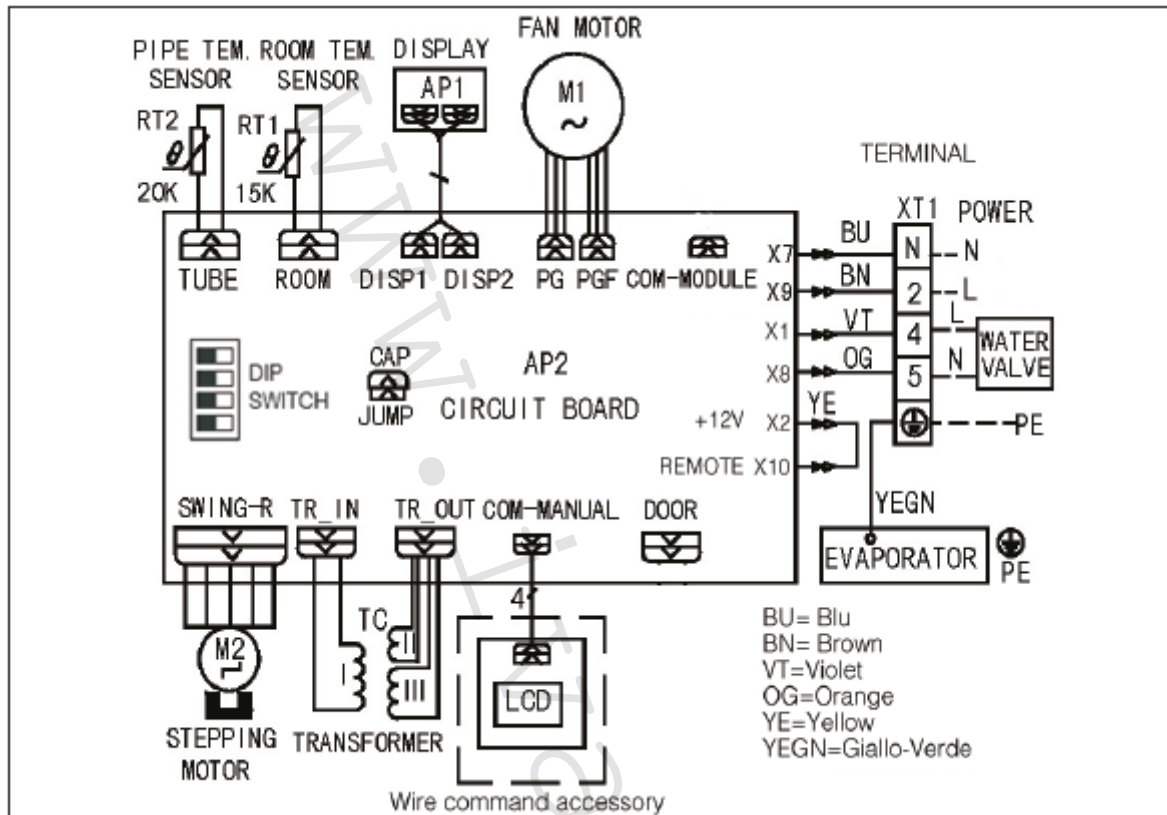 FAN MOTOR
PIPE TEM. ROOM TEM. DISPLAY
SENSOR SENSOR
AP1
M1
RT2
RT1
θ
θ
20K
15K
TERMINAL
XT1 POWER
TUBE ROOM DISP1 DISP2 PG PGF COM-MODULE
X7 BU N N
X9 BN 2 L
X1 VT 4 L
X8 OG 5 N
WATER
VALVE
DIP
SWITCH
CAP
JUMP
AP2
CIRCUIT BOARD
+12V X2 YE
REMOTE X10
PE
SWING-R TR_IN TR_OUT COM-MANUAL DOOR
YEGN
EVAPORATOR
PE
4
TC
II
I
III
M2
LCD
STEPPING
MOTOR
TRANSFORMER
BU= Blu
BN= Brown
VT=Violet
OG=Orange
YE=Yellow
YEGN=Giallo-Verde
Wire command accessory